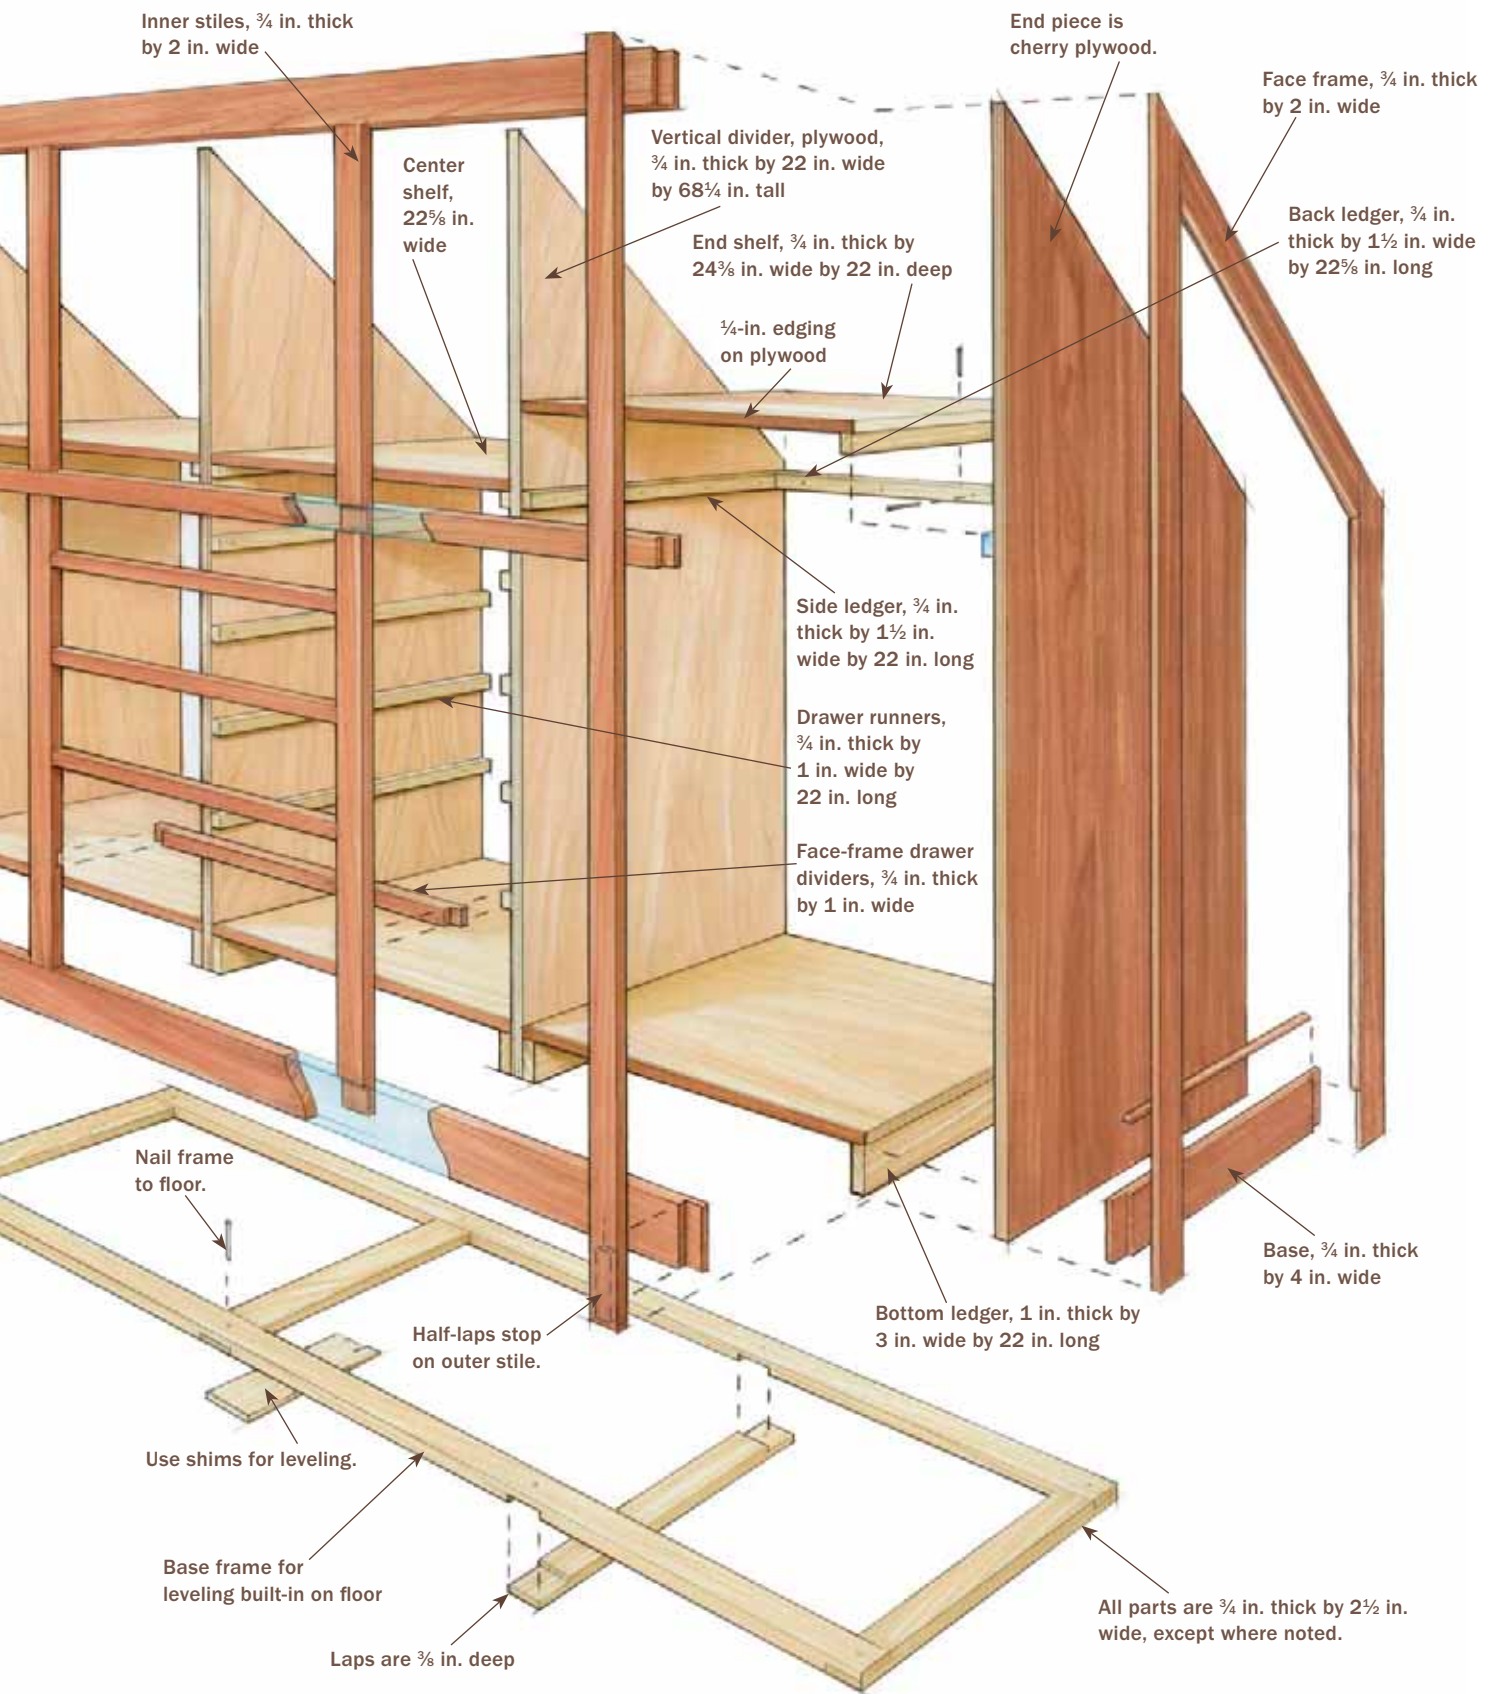 Inner stiles, ¾ in. thick
by 2 in. wide
End piece is
cherry plywood.
Face frame, ¾ in. thick
by 2 in. wide
Vertical divider, plywood,
¾ in. thick by 22 in. wide
by 68¼ in. tall
Center
shelf,
22⅝ in.
wide
Back ledger, ¾ in.
thick by 1½ in. wide
by 22⅝ in. long
End shelf, ¾ in. thick by
24⅜ in. wide by 22 in. deep
¼-in. edging
on plywood
Side ledger, ¾ in.
thick by 1½ in.
wide by 22 in. long
Drawer runners,
¾ in. thick by
1 in. wide by
22 in. long
Face-frame drawer
dividers, ¾ in. thick
by 1 in. wide
Nail frame
to floor.
Base, ¾ in. thick
by 4 in. wide
Bottom ledger, 1 in. thick by
3 in. wide by 22 in. long
Half-laps stop
on outer stile.
Use shims for leveling.
Base frame for
leveling built-in on floor
All parts are ¾ in. thick by 2½ in.
wide, except where noted.
Laps are ⅜ in. deep